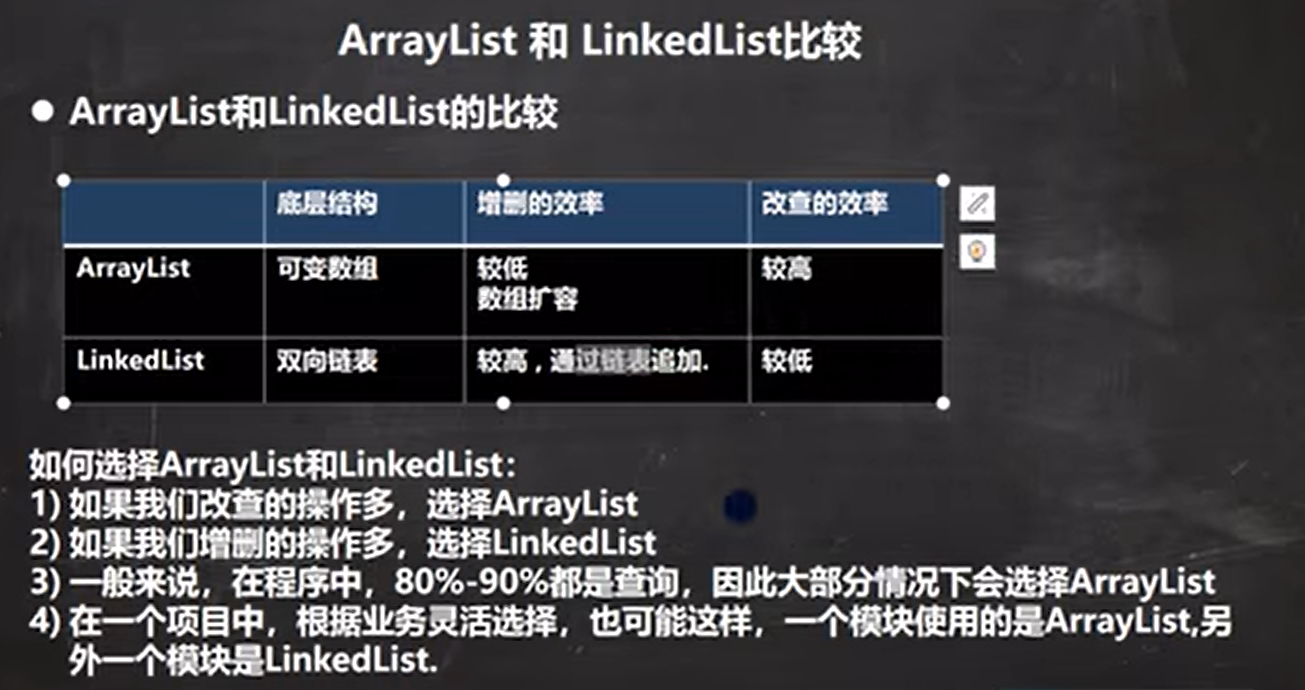 ArrayList 和 LinkedList比较
● ArrayList和LinkedList的比较
底层结构 增删的效率 改查的效率
ArrayList 可变数组 较低 较高
数组扩容
LinkedList 双向链表 较高，通过链表追加. 较低
如何选择ArrayList和LinkedList：
1) 如果我们改查的操作多，选择ArrayList
2) 如果我们增删的操作多，选择LinkedList
3) 一般来说，在程序中，80%-90%都是查询，因此大部分情况下会选择ArrayList
4) 在一个项目中，根据业务灵活选择，也可能这样，一个模块使用的是ArrayList,另
外一个模块是LinkedList.